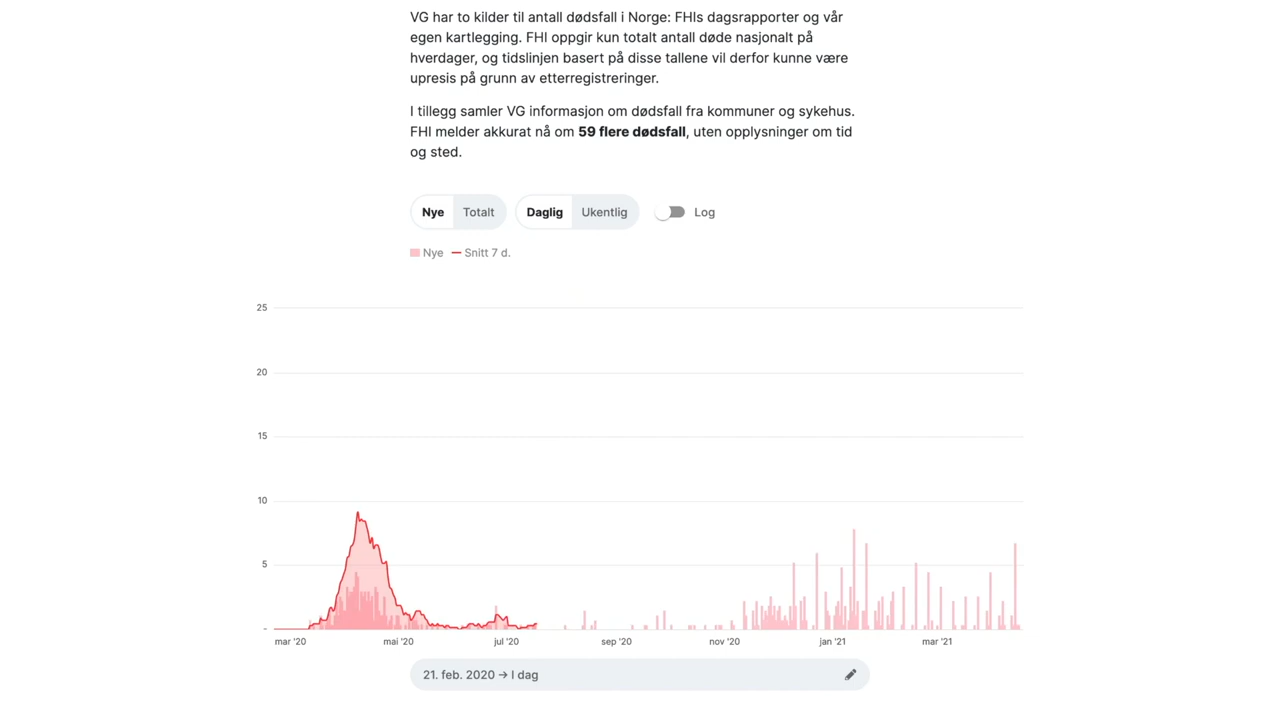 VG har to kilder til antall dødsfall i Norge: FHIs dagsrapporter og vår
egen kartlegging. FHI oppgir kun totalt antall døde nasjonalt på
hverdager, og tidslinjen basert på disse tallene vil derfor kunne være
upresis på grunn av etterregistreringer.
I tillegg samler VG informasjon om dødsfall fra kommuner og sykehus.
FHI melder akkurat nå om 59 flere dødsfall, uten opplysninger om tid
og sted.
Nye Totalt Daglig Ukentlig Log
Nye Snitt 7 d.
25
20
15
10
5
mar '20 mai '20 jul '20 sep '20 nov '20 jan '21 mar '21
21. feb. 2020 → I dag